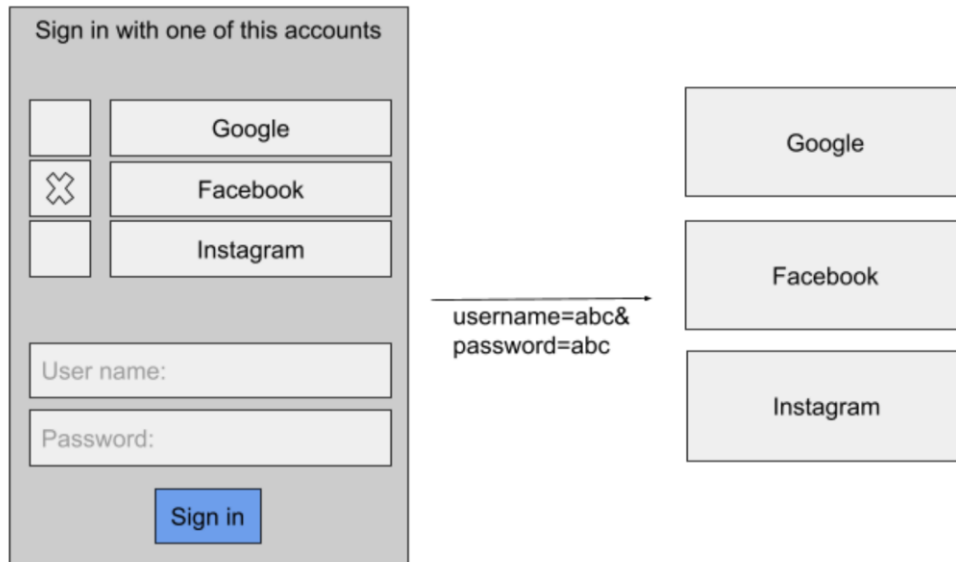 Sign in with one of this accounts
Google
Facebook
Instagram
User name:
Password:
Sign in
username=abc&
password=abc
Google
Facebook
Instagram